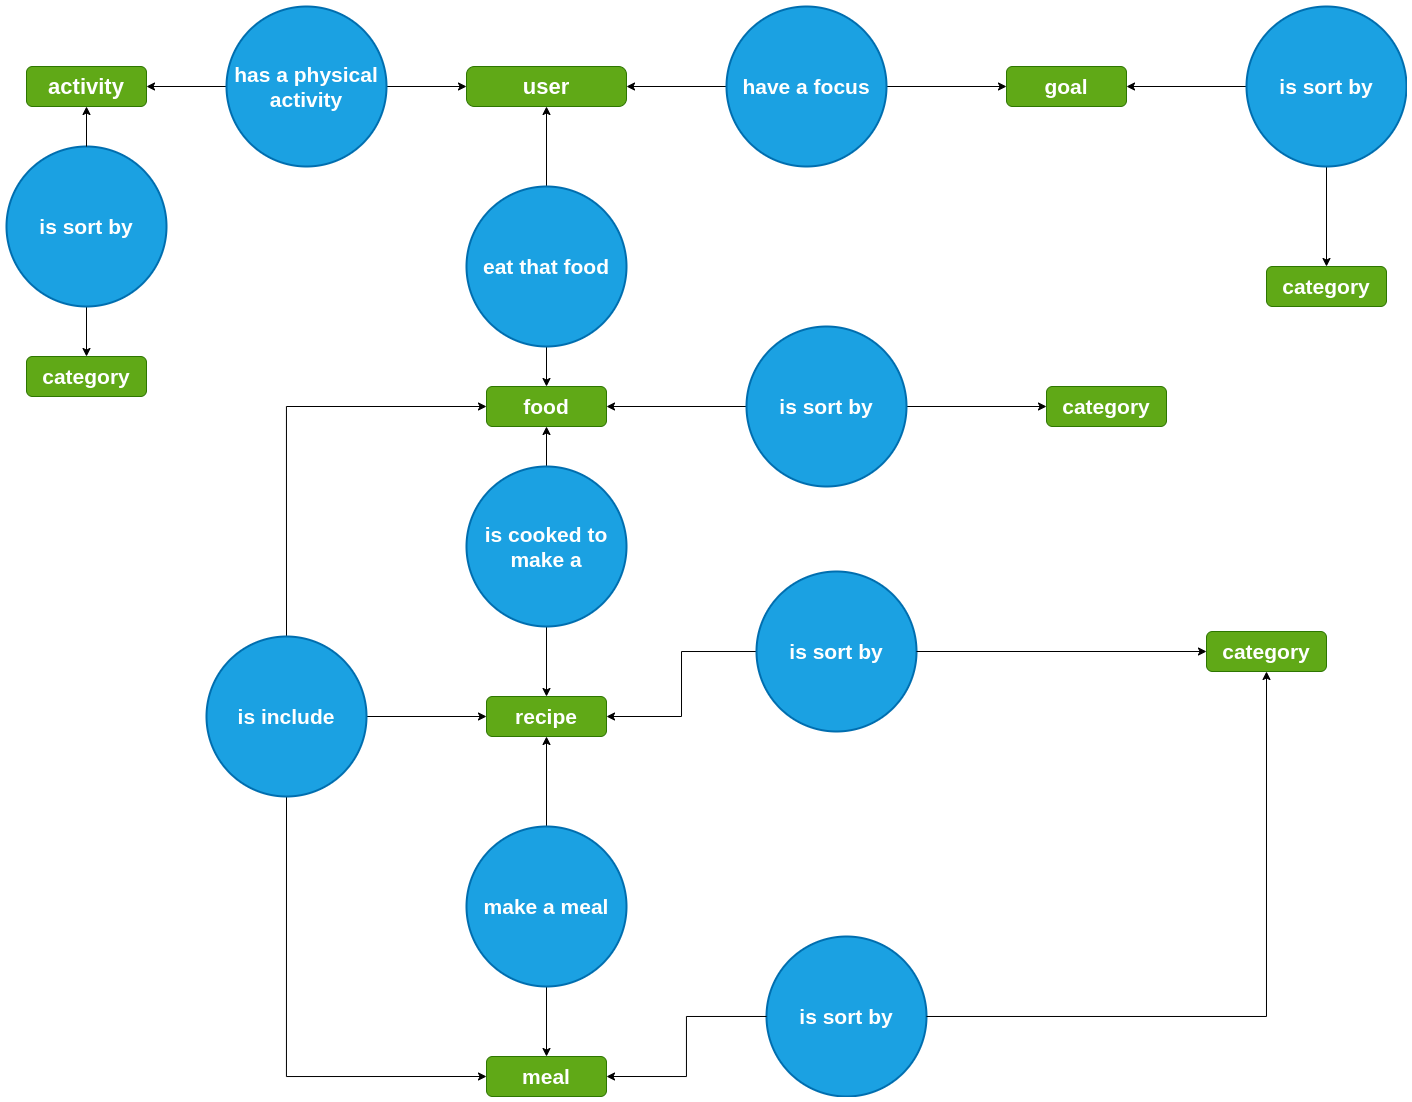 has a physical
activity
activity
user
have a focus
goal
is sort by
is sort by
eat that food
category
category
food
is sort by
category
is cooked to
make a
is sort by
category
is include
recipe
make a meal
is sort by
meal